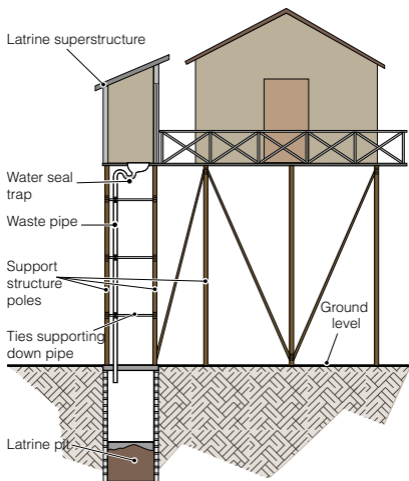 Latrine superstructure
Water seal
trap
Waste pipe
Support
structure
poles
Ground
level
Ties supporting
down pipe
Latrine pit